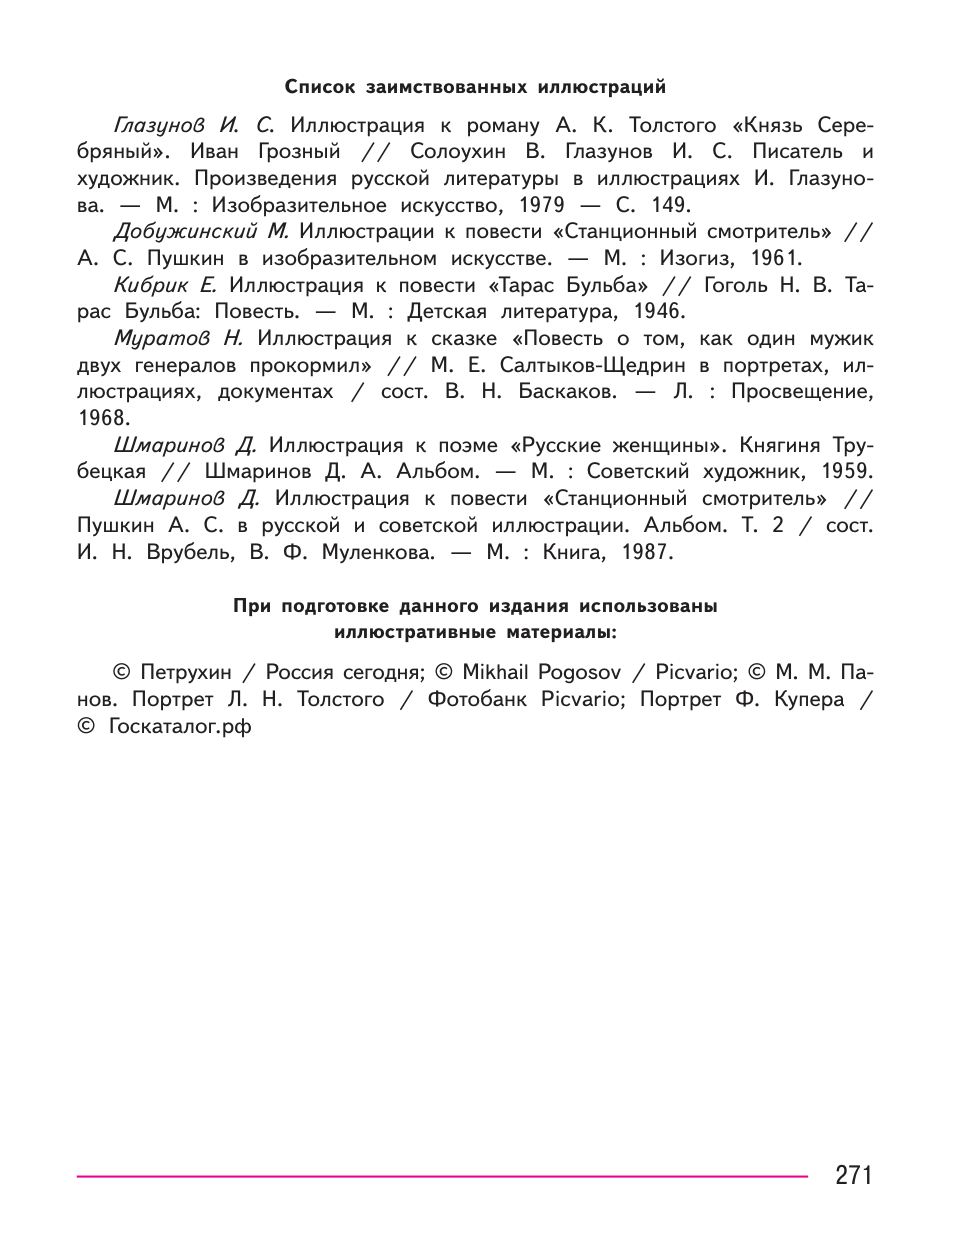 Список заимствованных иллюстраций
Глазунов И. С. Иллюстрация к роману А. К. Толстого «Князь Сере-
бряный». Иван Грозный // Солоухин В. Глазунов И. С. Писатель и
художник. Произведения русской литературы в иллюстрациях И. Глазуно-
ва. — М. : Изобразительное искусство, 1979 — С. 149.
Добужинский М. Иллюстрации к повести «Станционный смотритель» //
А. С. Пушкин в изобразительном искусстве. — М. : Изогиз, 1961.
Кибрик Е. Иллюстрация к повести «Тарас Бульба» // Гоголь Н. В. Та-
рас Бульба: Повесть. — М. : Детская литература, 1946.
Муратов Н. Иллюстрация к сказке «Повесть о том, как один мужик
двух генералов прокормил» // М. Е. Салтыков-Щедрин в портретах, ил-
люстрациях, документах / сост. В. Н. Баскаков. — Л. : Просвещение,
1968.
Шмаринов Д. Иллюстрация к поэме «Русские женщины». Княгиня Тру-
бецкая // Шмаринов Д. А. Альбом. — М. : Советский художник, 1959.
Шмаринов Д. Иллюстрация к повести «Станционный смотритель» //
Пушкин А. С. в русской и советской иллюстрации. Альбом. Т. 2 / сост.
И. Н. Врубель, В. Ф. Муленкова. — М. : Книга, 1987.
При подготовке данного издания использованы
иллюстративные материалы:
© Петрухин / Россия сегодня; © Mikhail Pogosov / Picvario; © М. М. Па-
нов. Портрет Л. Н. Толстого / Фотобанк Picvario; Портрет Ф. Купера /
© Госкаталог.рф
271